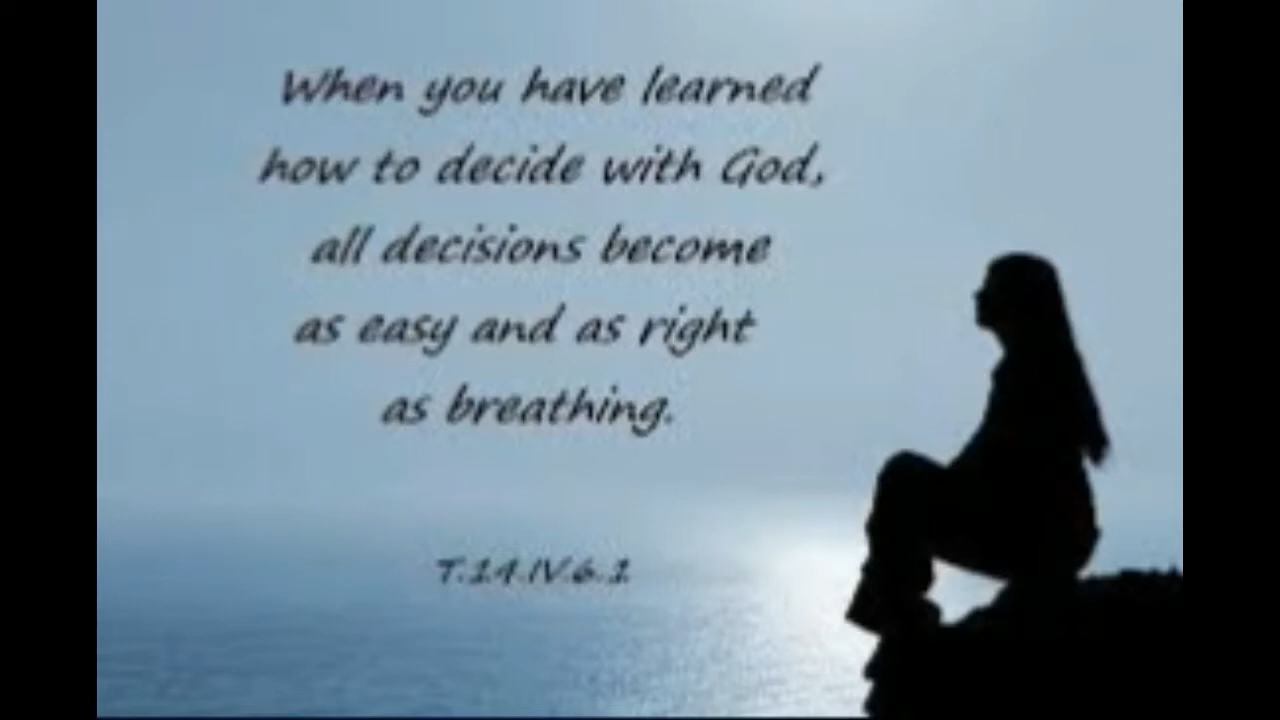 When you have learned
how to decide with God,
all decisions become
as easy and as right
as breathing.
T.14.IV.6.1